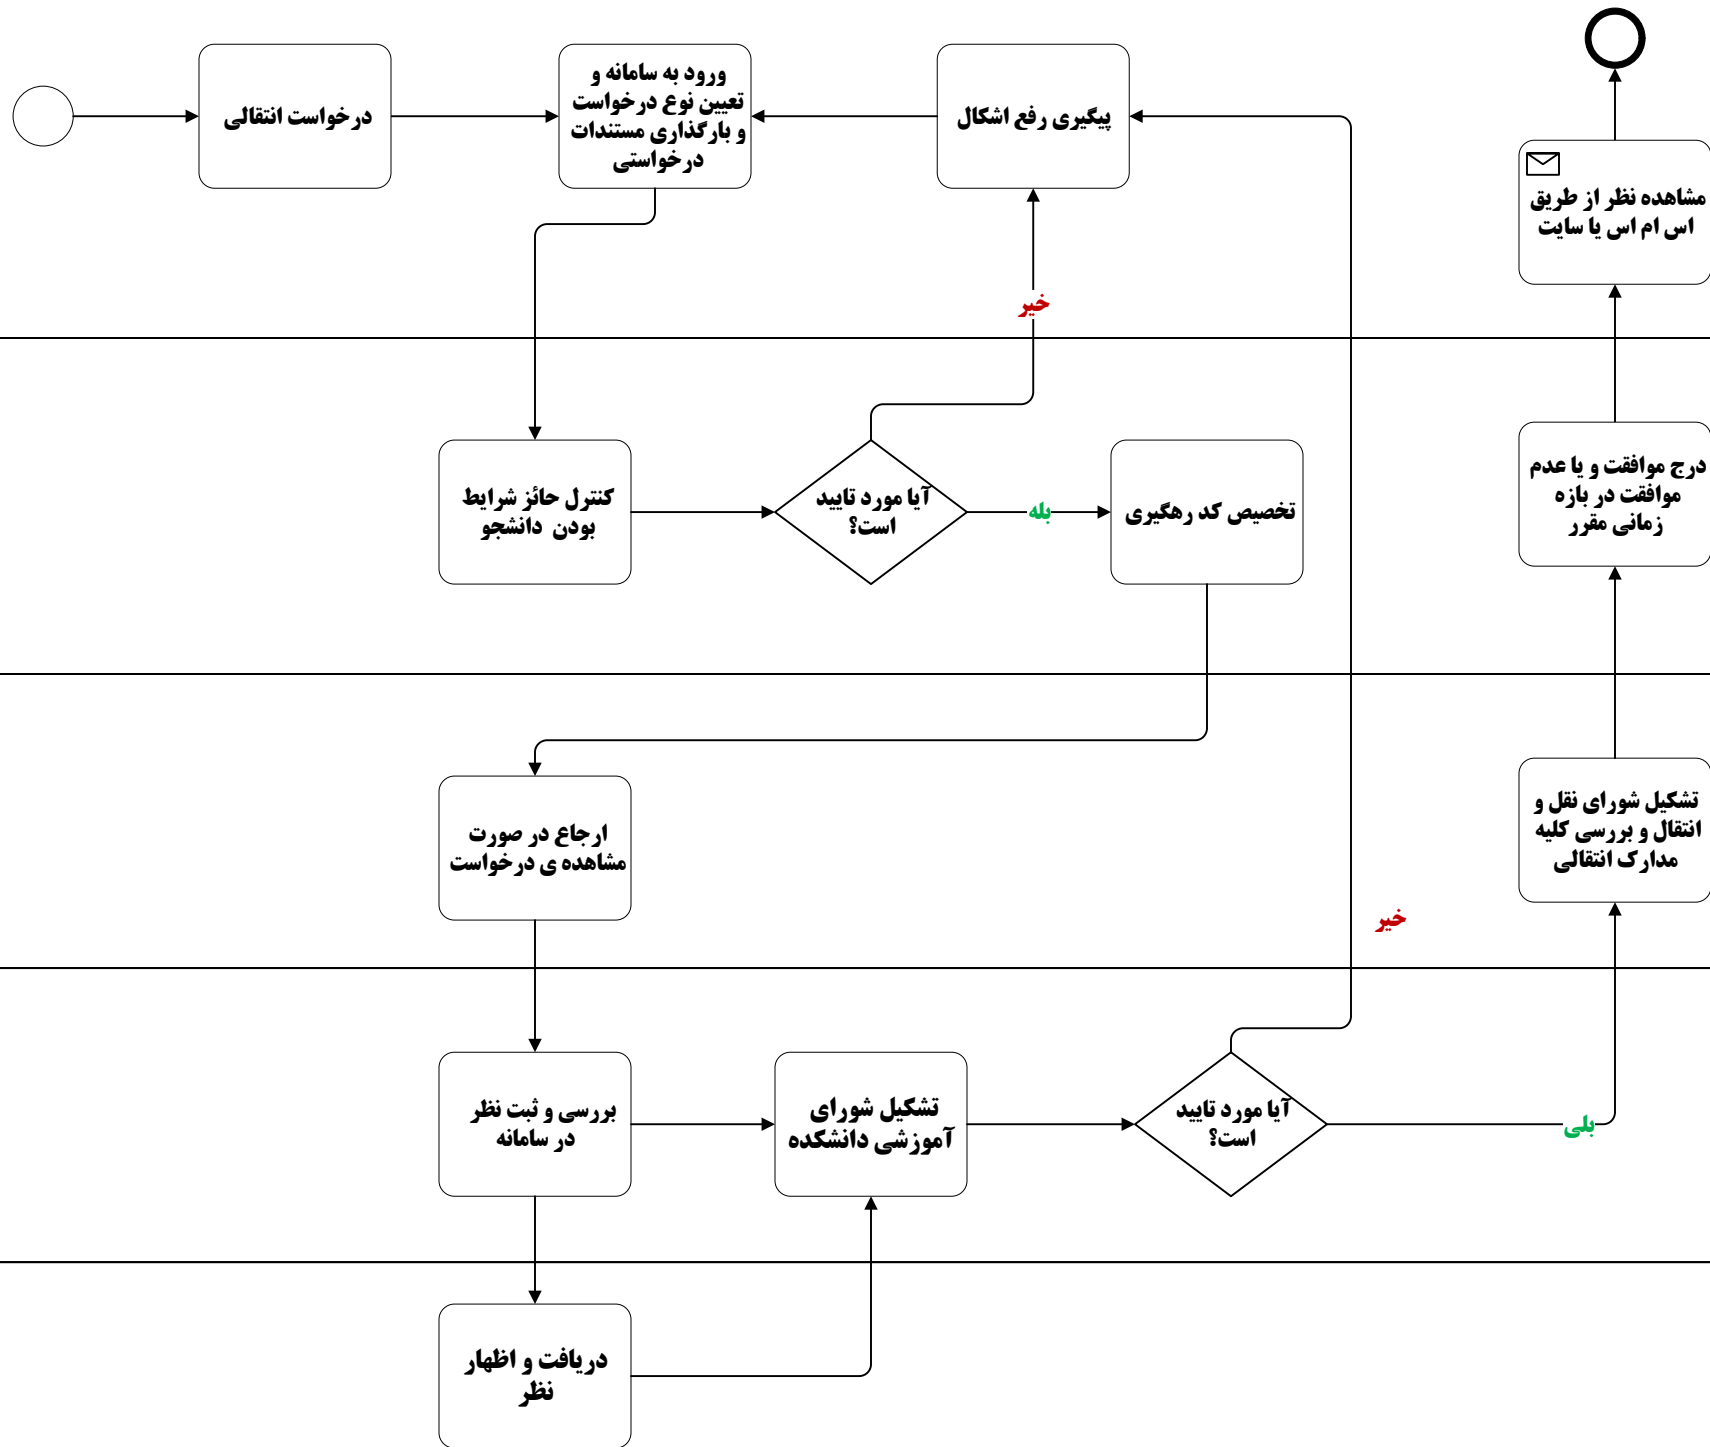 درخواست انتقالی
ورود به سامانه و
تعیین نوع درخواست
و بارگذاری مستندات
درخواستی
پیگیری رفع اشکال
مشاهده نظر از طریق
اس ام اس یا سایت
خیر
کنترل حائز شرایط
بودن دانشجو
آیا مورد تایید
است؟
بله
تخصیص کد رهگیری
درج موافقت و یا عدم
موافقت در بازه
زمانی مقرر
ارجاع در صورت
مشاهده ی درخواست
تشکیل شورای نقل و
انتقال و بررسی کلیه
مدارک انتقالی
خیر
بررسی و ثبت نظر
در سامانه
تشکیل شورای
آموزشی دانشکده
آیا مورد تایید
است؟
بلی
دریافت و اظهار
نظر